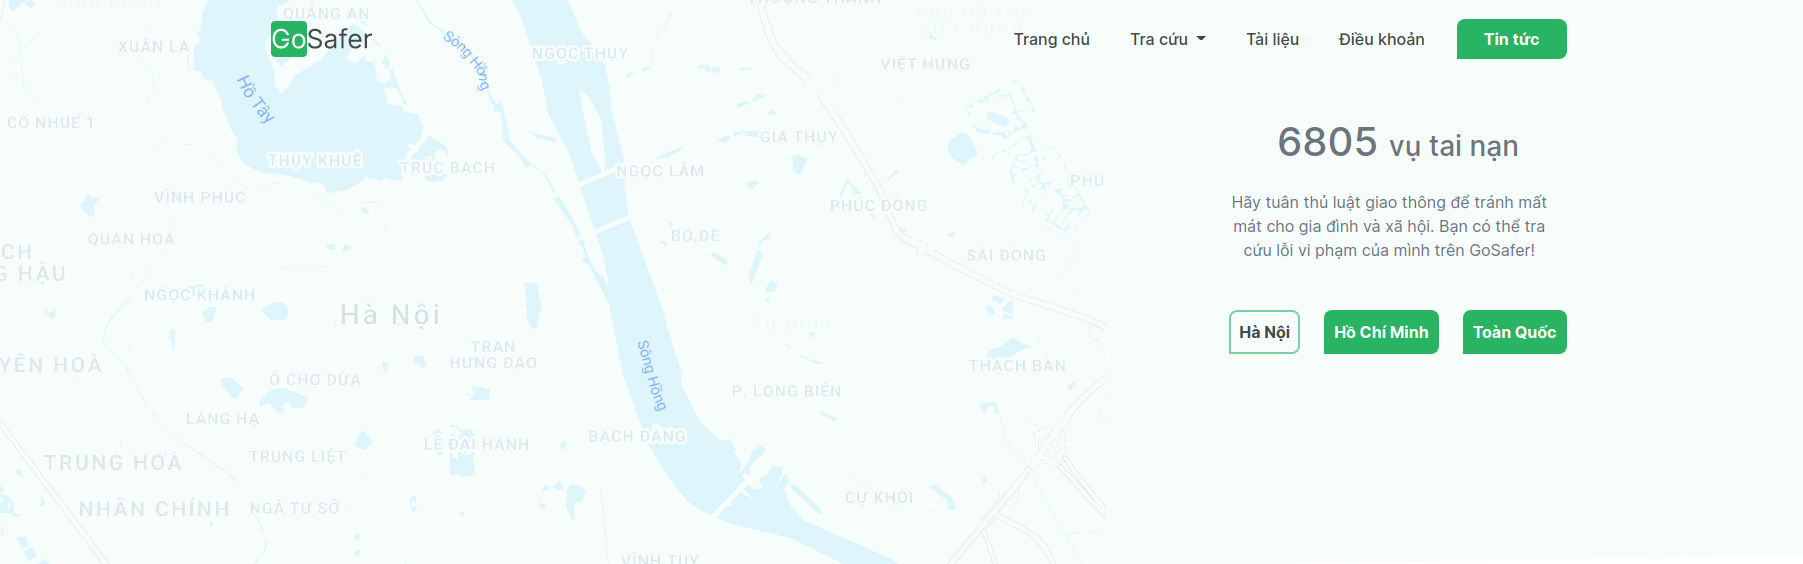 GoSafer
Trang chủ
Tra cứu
Tài liệu
Điều khoản
Tin tức
6805 vụ tai nạn
Hãy tuân thủ luật giao thông để tránh mất
mát cho gia đình và xã hội. Bạn có thể tra
cứu lỗi vi phạm của mình trên GoSafer!
Hà Nội
Hồ Chí Minh
Toàn Quốc
QUẢNG AN
XUÂN LA
Sông Hồng
NGỌC THỤY
VIỆT HƯNG
VIỆT HƯNG
Hồ Tây
CỔ NHUẾ 1
GIA THỤY
THỤY KHUÊ
TRÚC BẠCH
NGỌC LÂM
PHÚ
VĨNH PHÚC
PHÚC ĐỒNG
QUAN HOA
BỒ ĐỀ
SÀI ĐỒNG
ỊCH
G HẬU
NGỌC KHÁNH
Hà Nội
TRẦN
HƯNG ĐẠO
Sông Hồng
YÊN HOÀ
THẠCH BÀN
Ô CHỢ DỪA
P. LONG BIÊN
LÁNG HẠ
LÊ ĐẠI HÀNH
BẠCH ĐẰNG
TRUNG HOÀ
TRUNG LIỆT
CỰ KHỐI
NHÂN CHÍNH
NGÃ TƯ SỞ
VĨNH TUY